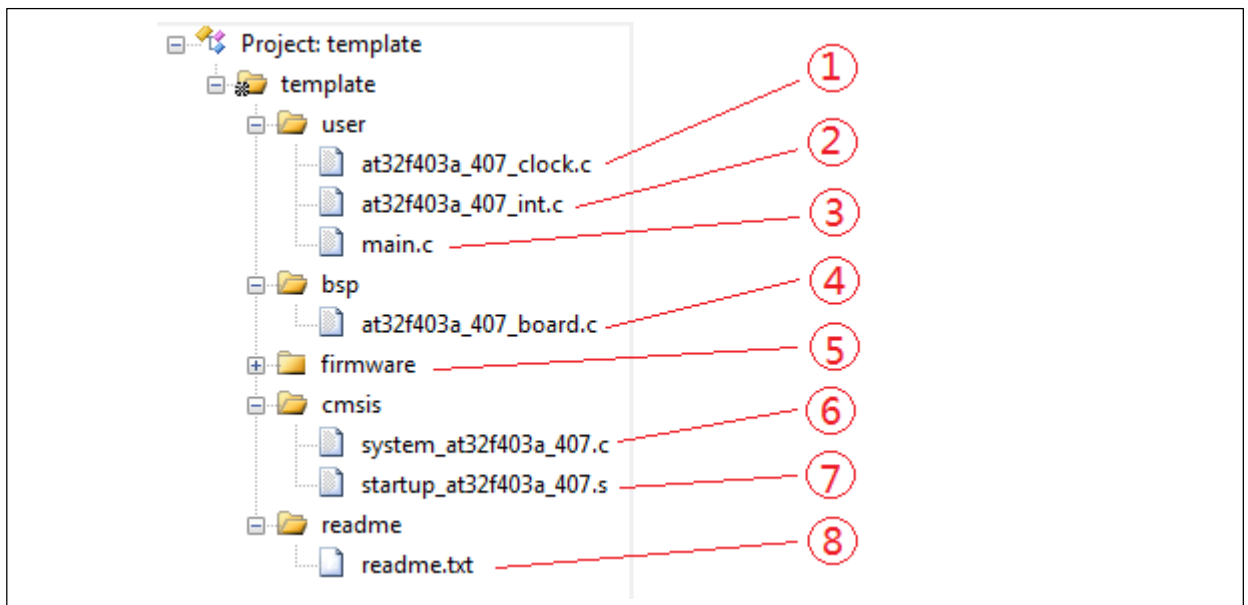 Project: template
template
user
at32f403a_407_clock.c ①
at32f403a_407_int.c ②
main.c ③
bsp
at32f403a_407_board.c ④
firmware ⑤
cmsis
system_at32f403a_407.c ⑥
startup_at32f403a_407.s ⑦
readme
readme.txt ⑧